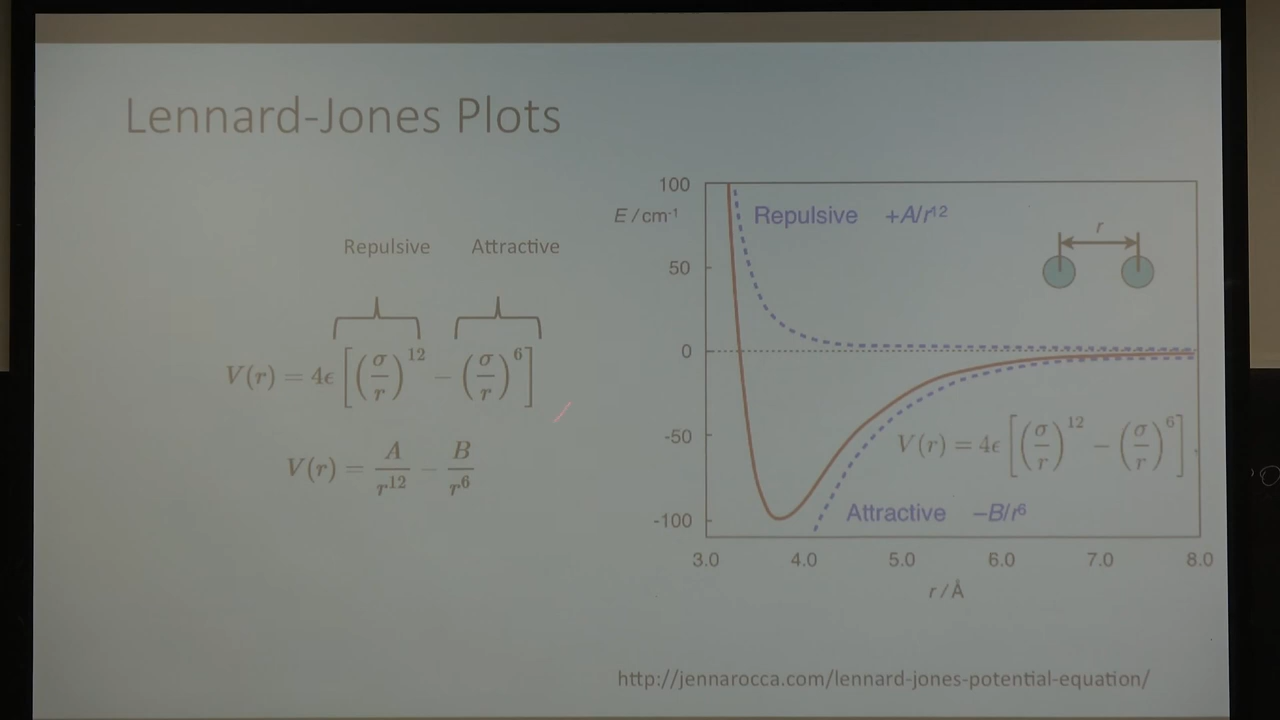 Lennard-Jones Plots
Repulsive Attractive
V(r) = 4ϵ [(σ/r)^12 − (σ/r)^6]
V(r) = A/r^12 − B/r^6
E / cm-1
100
50
0
-50
-100
Repulsive +A/r12
r
V(r) = 4ϵ [(σ/r)^12 − (σ/r)^6],
Attractive –B/r6
3.0 4.0 5.0 6.0 7.0 8.0
r / Å
http://jennarocca.com/lennard-jones-potential-equation/